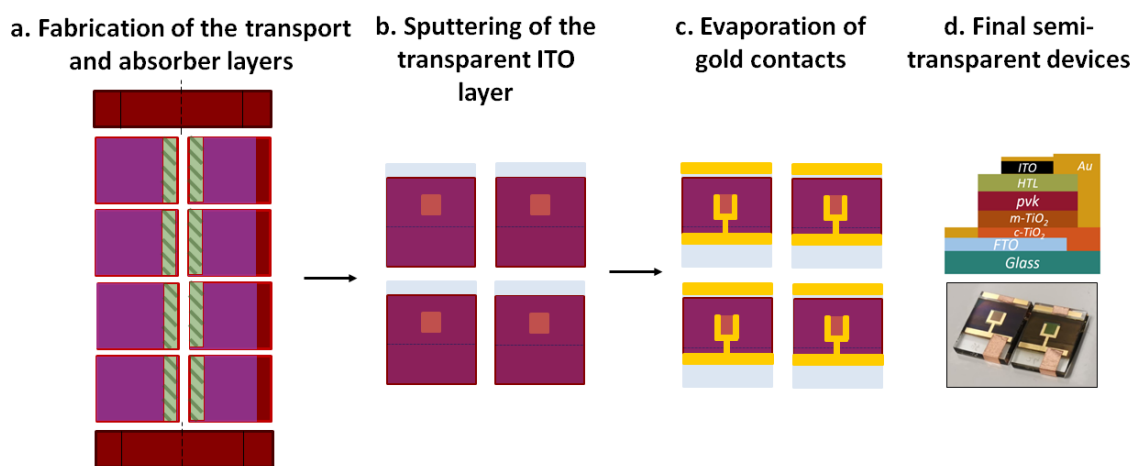 a. Fabrication of the transport
and absorber layers
b. Sputtering of the
transparent ITO
layer
c. Evaporation of
gold contacts
d. Final semi-
transparent devices
ITO
Au
HTL
pvk
m-TiO₂
c-TiO₂
FTO
Glass